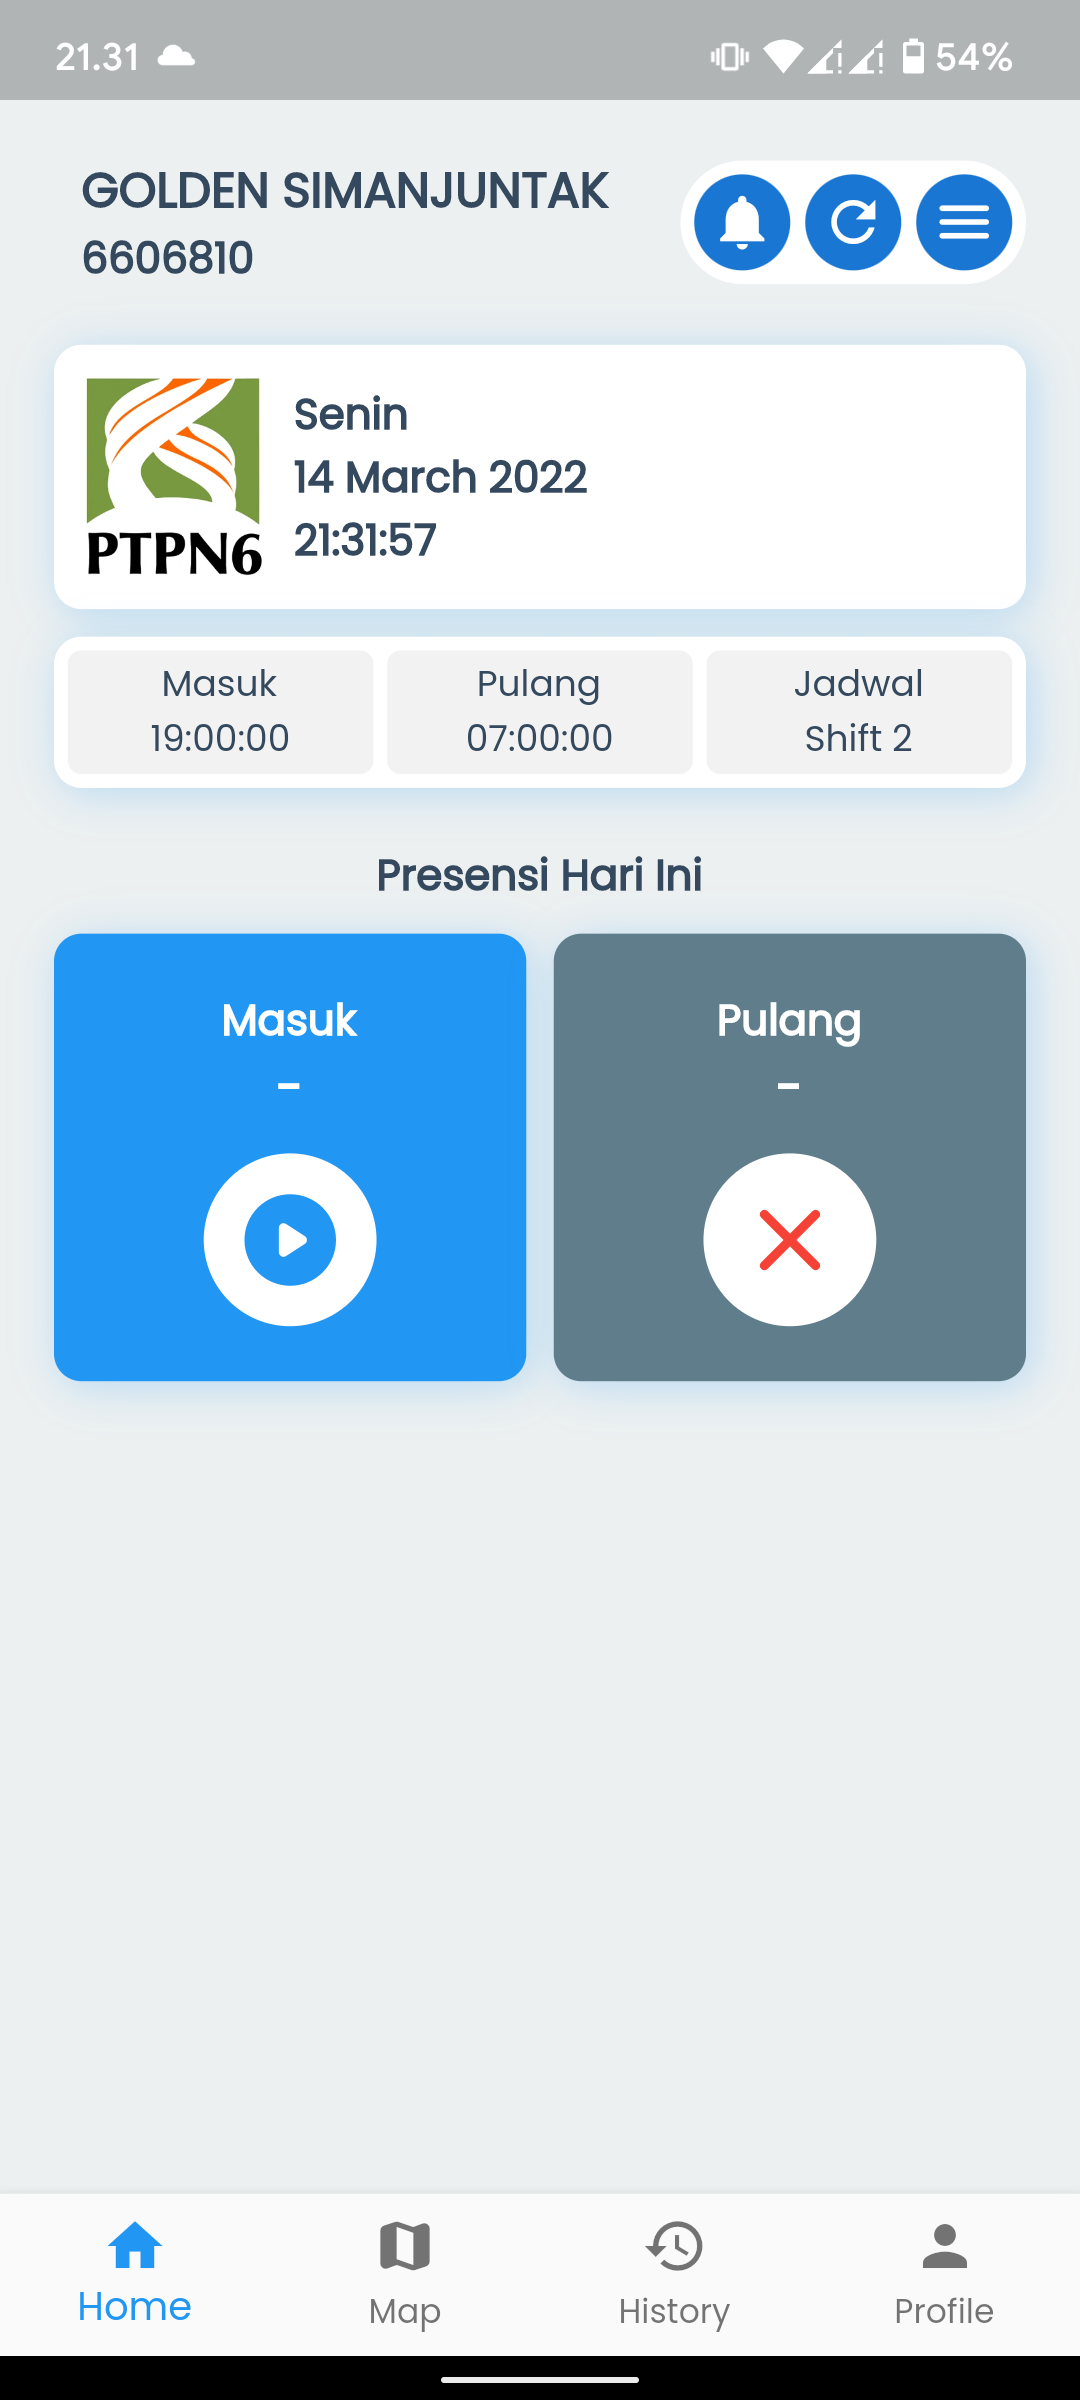 21.31
54%
GOLDEN SIMANJUNTAK
6606810
Senin
14 March 2022
21:31:57
PTPN6
Masuk
19:00:00
Pulang
07:00:00
Jadwal
Shift 2
Presensi Hari Ini
Masuk
-
Pulang
-
Home
Map
History
Profile